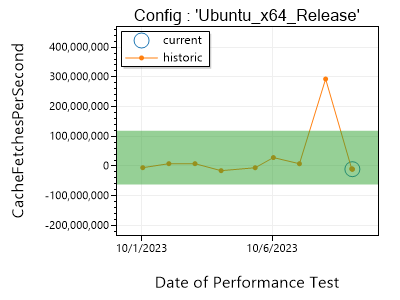 Config : 'Ubuntu_x64_Release'
current
historic
CacheFetchesPerSecond
400,000,000
300,000,000
200,000,000
100,000,000
0
-100,000,000
-200,000,000
10/1/2023
10/6/2023
Date of Performance Test